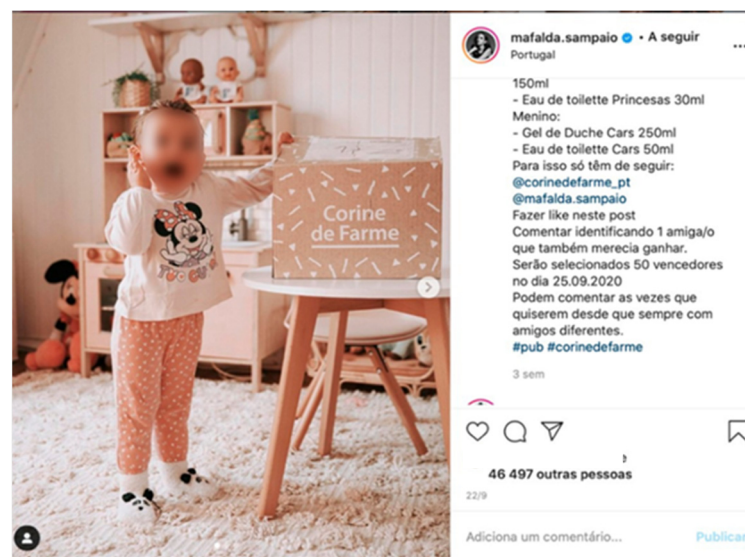 Corine
de Farme
mafalda.sampaio • A seguir
Portugal
150ml
- Eau de toilette Princesas 30ml
Menino:
- Gel de Duche Cars 250ml
- Eau de toilette Cars 50ml
Para isso só têm de seguir:
@corinedefarme_pt
@mafalda.sampaio
Fazer like neste post
Comentar identificando 1 amiga/o
que também merecia ganhar.
Serão selecionados 50 vencedores
no dia 25.09.2020
Podem comentar as vezes que
quiserem desde que sempre com
amigos diferentes.
#pub #corinedefarme
3 sem
46 497 outras pessoas
22/9
Adiciona um comentário...
Publicar